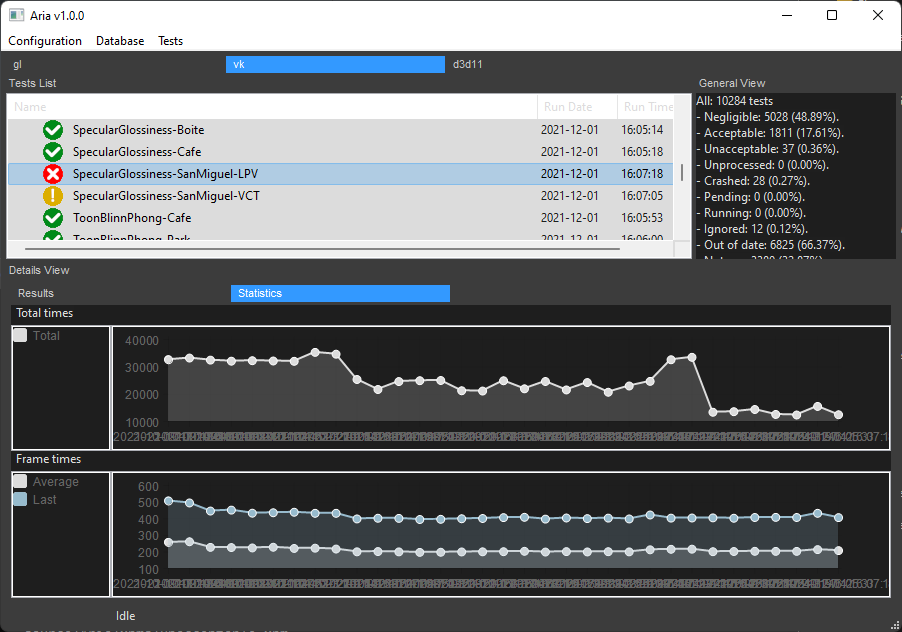 Aria v1.0.0
Configuration Database Tests
gl vk d3d11
Tests List
Name Run Date Run Time
SpecularGlossiness-Boite 2021-12-01 16:05:14
SpecularGlossiness-Cafe 2021-12-01 16:05:18
SpecularGlossiness-SanMiguel-LPV 2021-12-01 16:07:18
SpecularGlossiness-SanMiguel-VCT 2021-12-01 16:07:05
ToonBlinnPhong-Cafe 2021-12-01 16:05:53
ToonBlinnPhong-Park 2021-12-01 16:06:00
General View
All: 10284 tests
- Negligible: 5028 (48.89%).
- Acceptable: 1811 (17.61%).
- Unacceptable: 37 (0.36%).
- Unprocessed: 0 (0.00%).
- Crashed: 28 (0.27%).
- Pending: 0 (0.00%).
- Running: 0 (0.00%).
- Ignored: 12 (0.12%).
- Out of date: 6825 (66.37%).
Details View
Results Statistics
Total times
Total
40000
30000
20000
10000
Frame times
Average
Last
600
500
400
300
200
100
Idle